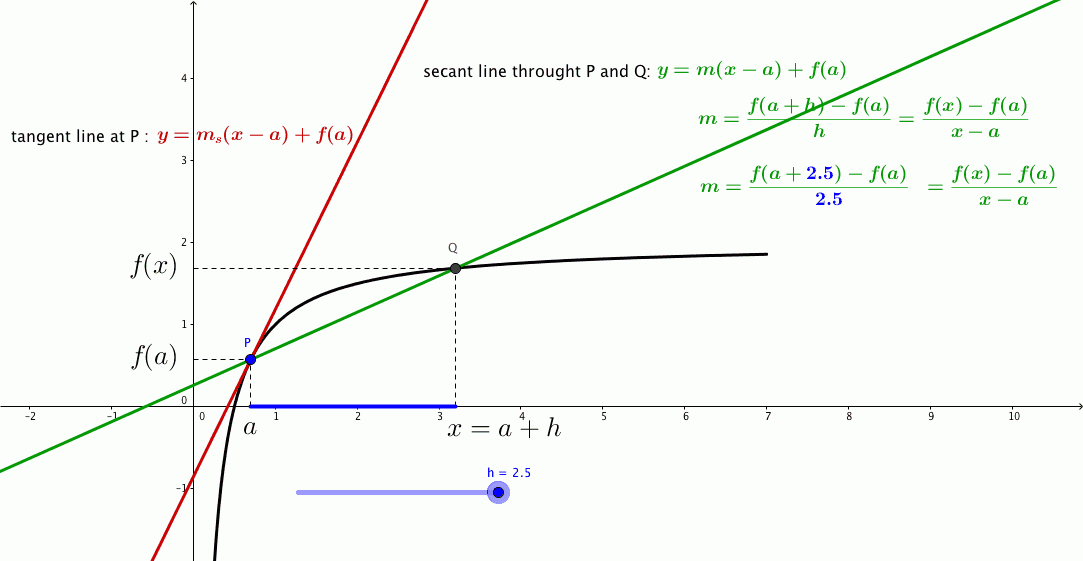 secant line throught P and Q: y = m(x − a) + f(a)
m = f(a + h) − f(a) / h = f(x) − f(a) / x − a
tangent line at P : y = mₛ(x − a) + f(a)
m = f(a + 2.5) − f(a) / 2.5 = f(x) − f(a) / x − a
4
3
2
1
0
-1
Q
f(x)
P
f(a)
-2 -1 0 1 2 3 4 5 6 7 8 9 10
a
x = a + h
h = 2.5